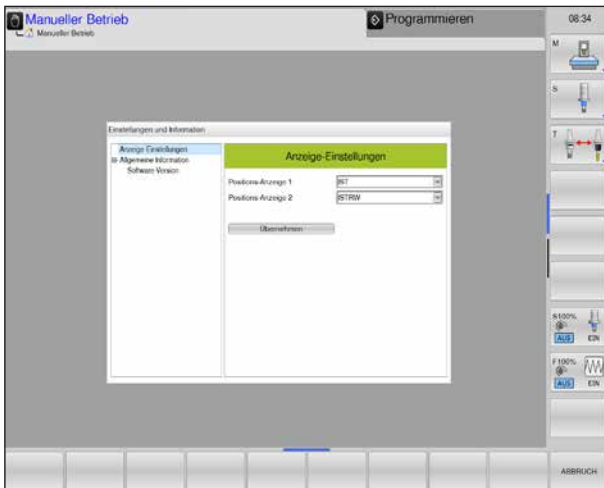 Manueller Betrieb
Manueller Betrieb
Programmieren
08:34
M
S
T
Einstellungen und Information
Anzeige Einstellungen
Allgemeine Information
Software Version
Anzeige-Einstellungen
Positions-Anzeige 1
IST
Positions-Anzeige 2
ISTRW
Übernehmen
S100%
AUS EIN
F100%
AUS EIN
ABBRUCH